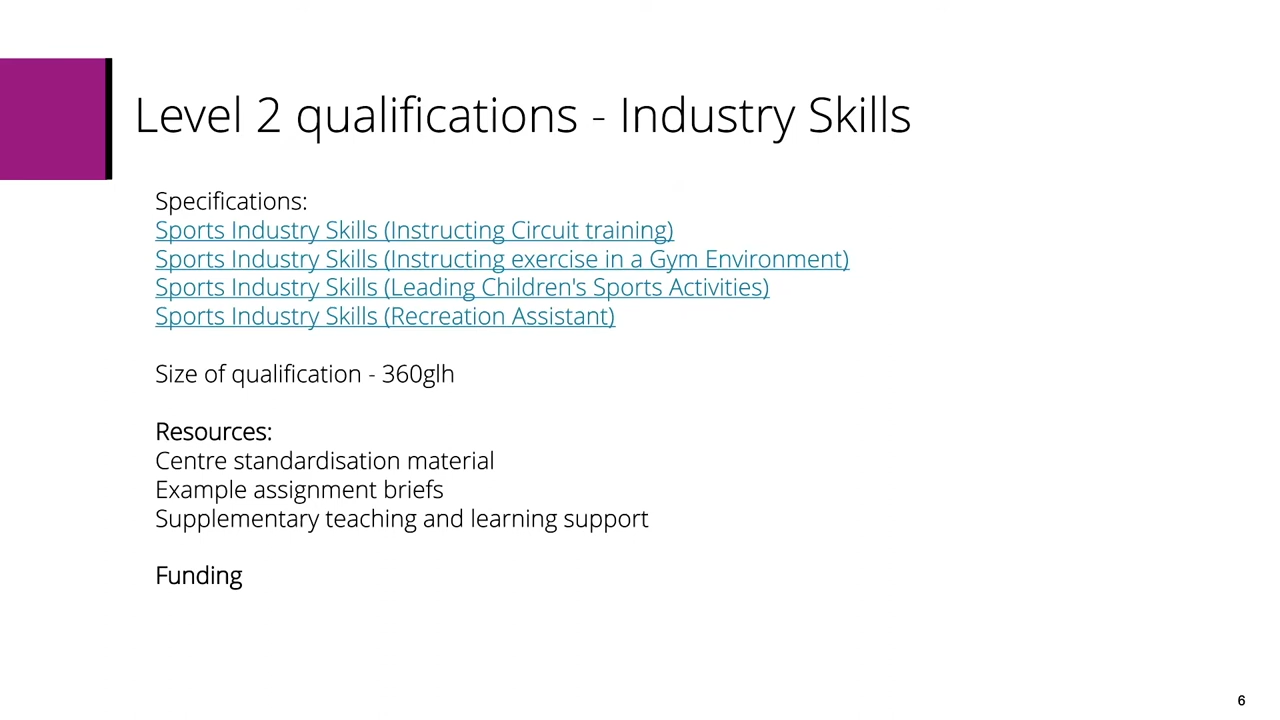 Level 2 qualifications - Industry Skills
Specifications:
Sports Industry Skills (Instructing Circuit training)
Sports Industry Skills (Instructing exercise in a Gym Environment)
Sports Industry Skills (Leading Children's Sports Activities)
Sports Industry Skills (Recreation Assistant)
Size of qualification - 360glh
Resources:
Centre standardisation material
Example assignment briefs
Supplementary teaching and learning support
Funding
6